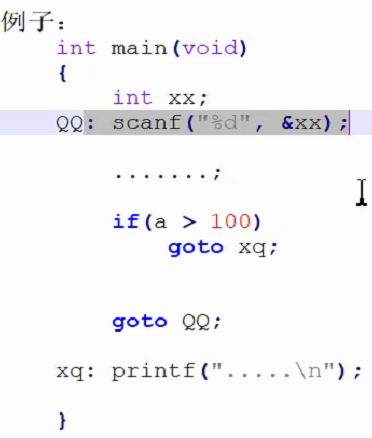 例子:
int main(void)
{
int xx;
QQ: scanf("%d", &xx);
.......;
if(a > 100)
goto xq;
goto QQ;
xq: printf(".....\n");
}